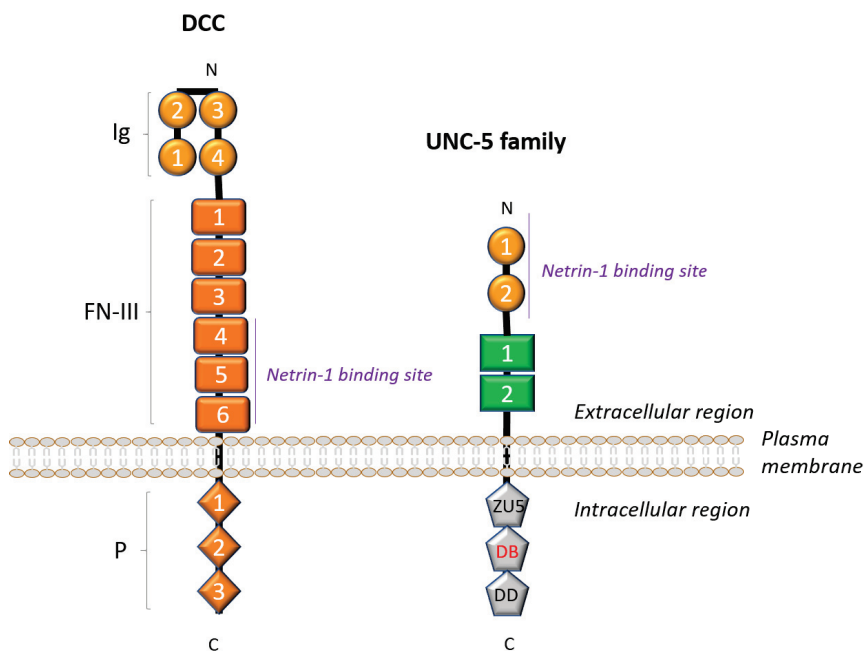 DCC
N
2 3
Ig
1 4
UNC-5 family
1
N
2
1
Netrin-1 binding site
3
2
FN-III
4
1
5
Netrin-1 binding site
2
6
Extracellular region
Plasma
membrane
1
ZU5
Intracellular region
P
2
DB
3
DD
C
C